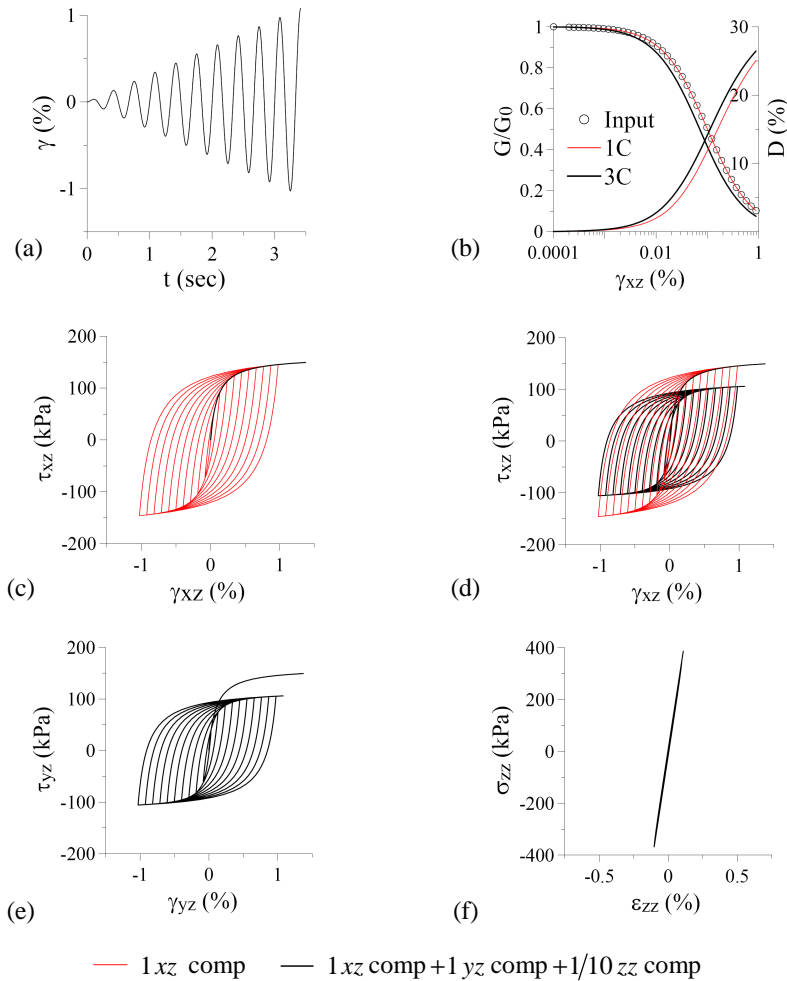 1
γ (%)
0
-1
0
1
2
3
t (sec)
(a)
1
0.8
0.6
0.4
0.2
0
G/G0
30
20
10
0
D (%)
Input
1C
3C
0.0001
0.01
1
γxz (%)
(b)
200
100
0
-100
-200
τxz (kPa)
-1
0
1
γxz (%)
(c)
200
100
0
-100
-200
τxz (kPa)
-1
0
1
γxz (%)
(d)
200
100
0
-100
-200
τyz (kPa)
-1
0
1
γyz (%)
(e)
400
200
0
-200
-400
σzz (kPa)
-0.5
0
0.5
εzz (%)
(f)
1 xz comp
1 xz comp + 1 yz comp + 1/10 zz comp